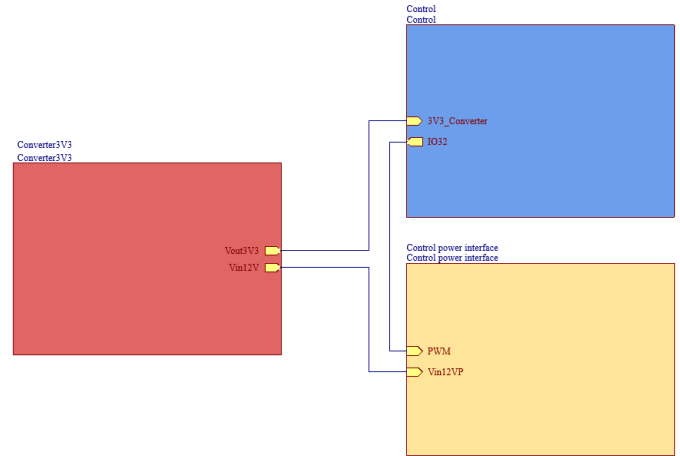 Control
Control
3V3_Converter
IO32
Converter3V3
Converter3V3
Vout3V3
Vin12V
Control power interface
Control power interface
PWM
Vin12VP